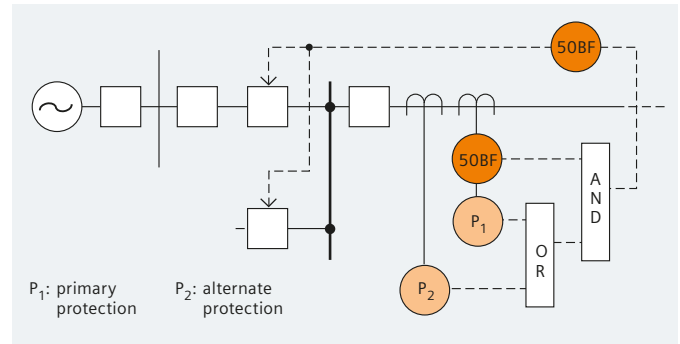 50BF
50BF
A
N
D
P1
O
R
P2
P1: primary
protection
P2: alternate
protection